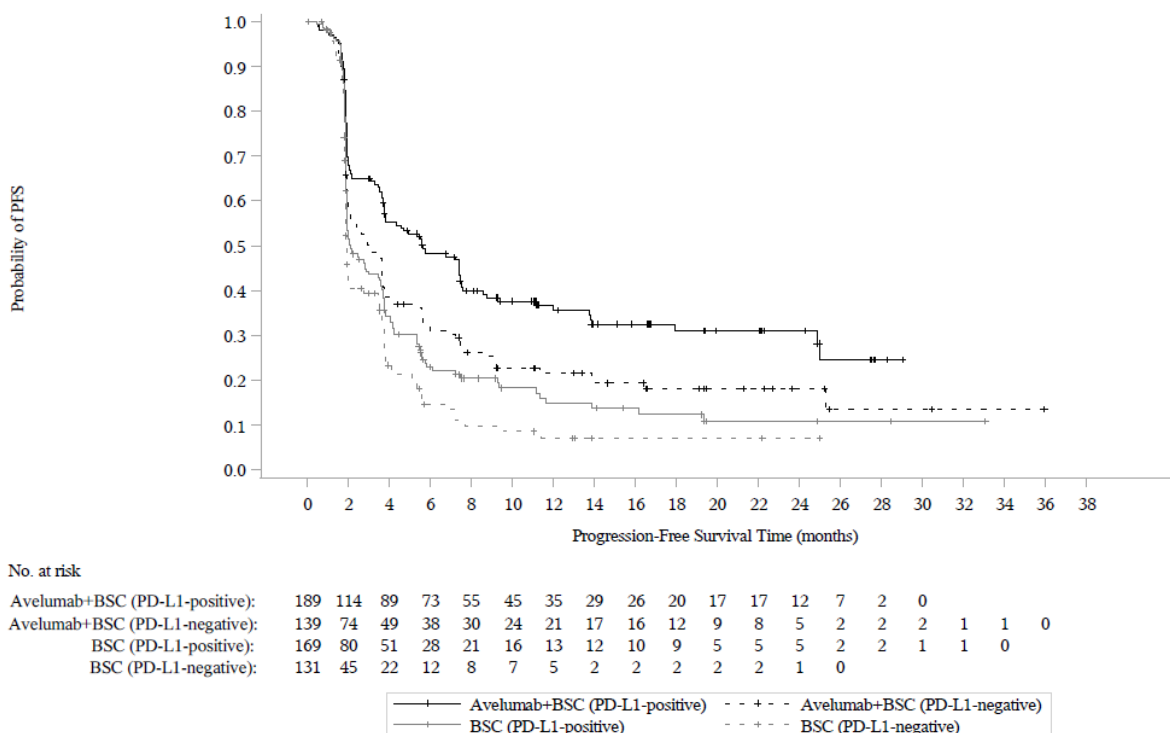 1.0
0.9
0.8
0.7
0.6
0.5
0.4
0.3
0.2
0.1
0.0
Probability of PFS
0 2 4 6 8 10 12 14 16 18 20 22 24 26 28 30 32 34 36 38
Progression-Free Survival Time (months)
No. at risk
Avelumab+BSC (PD-L1-positive): 189 114 89 73 55 45 35 29 26 20 17 17 12 7 2 0
Avelumab+BSC (PD-L1-negative): 139 74 49 38 30 24 21 17 16 12 9 8 5 2 2 2 1 1 0
BSC (PD-L1-positive): 169 80 51 28 21 16 13 12 10 9 5 5 5 2 2 1 1 0
BSC (PD-L1-negative): 131 45 22 12 8 7 5 2 2 2 2 2 1 0
Avelumab+BSC (PD-L1-positive) Avelumab+BSC (PD-L1-negative)
BSC (PD-L1-positive) BSC (PD-L1-negative)